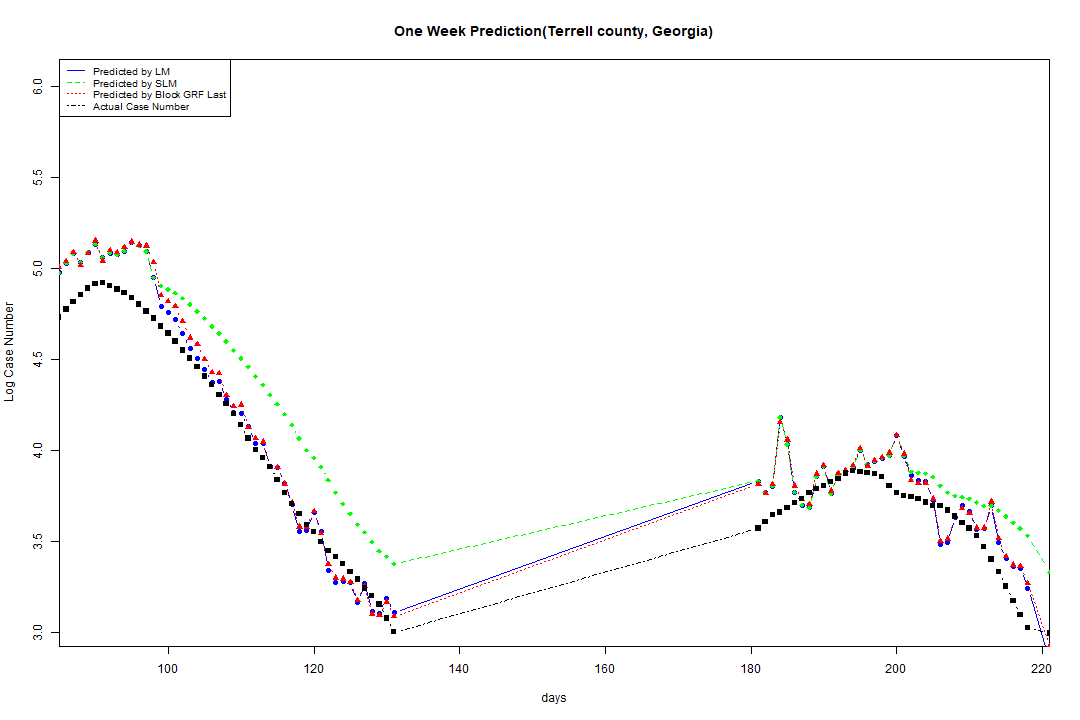 One Week Prediction(Terrell county, Georgia)
Predicted by LM
Predicted by SLM
Predicted by Block GRF Last
Actual Case Number
6.0
5.5
5.0
4.5
4.0
3.5
3.0
Log Case Number
100 120 140 160 180 200 220
days